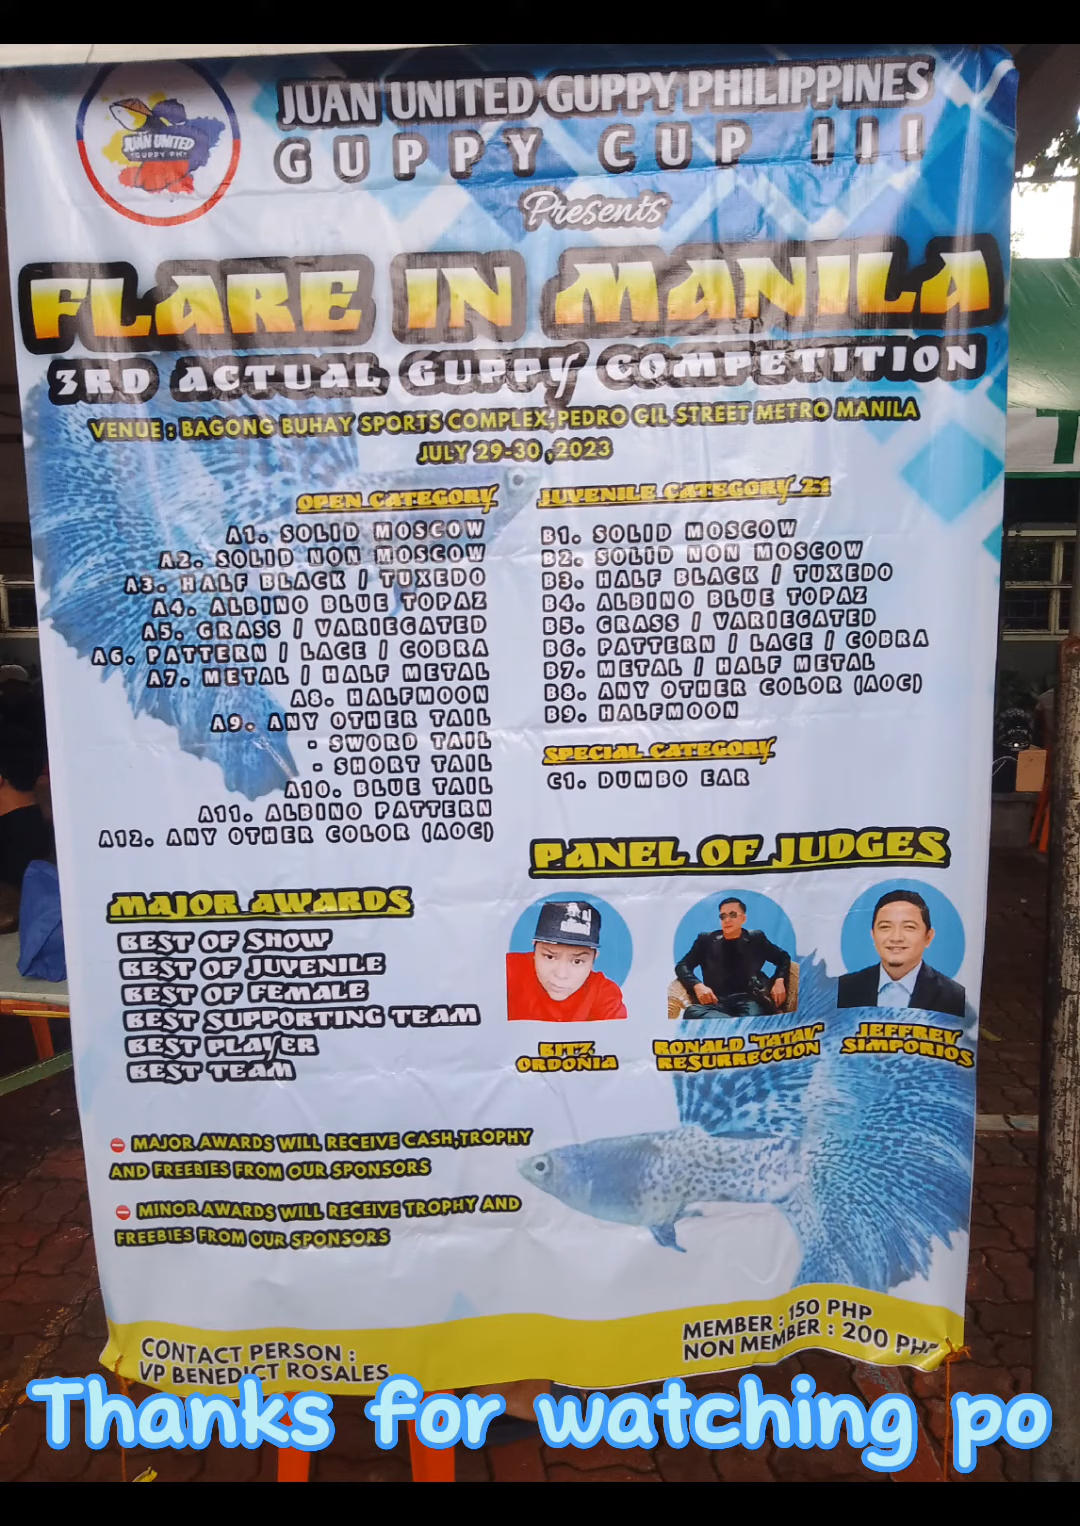 JUAN UNITED
GUPPY PH
JUAN UNITED GUPPY PHILIPPINES
GUPPY CUP III
Presents
FLARE IN MANILA
3RD ACTUAL GUPPY COMPETITION
VENUE : BAGONG BUHAY SPORTS COMPLEX,PEDRO GIL STREET METRO MANILA
JULY 29-30 ,2023
OPEN CATEGORY
A1. SOLID MOSCOW
A2. SOLID NON MOSCOW
A3. HALF BLACK / TUXEDO
A4. ALBINO BLUE TOPAZ
A5. GRASS / VARIEGATED
A6. PATTERN / LACE / COBRA
A7. METAL / HALF METAL
A8. HALFMOON
A9. ANY OTHER TAIL
- SWORD TAIL
- SHORT TAIL
A10. BLUE TAIL
A11. ALBINO PATTERN
A12. ANY OTHER COLOR (AOC)
JUVENILE CATEGORY 2:1
B1. SOLID MOSCOW
B2. SOLID NON MOSCOW
B3. HALF BLACK / TUXEDO
B4. ALBINO BLUE TOPAZ
B5. GRASS / VARIEGATED
B6. PATTERN / LACE / COBRA
B7. METAL / HALF METAL
B8. ANY OTHER COLOR (AOC)
B9. HALFMOON
SPECIAL CATEGORY
C1. DUMBO EAR
PANEL OF JUDGES
BITZ
ORDOÑIA
RONALD "TATAY"
RESURRECCION
JEFFREY
SIMPORIOS
MAJOR AWARDS
BEST OF SHOW
BEST OF JUVENILE
BEST OF FEMALE
BEST SUPPORTING TEAM
BEST PLAYER
BEST TEAM
MAJOR AWARDS WILL RECEIVE CASH,TROPHY
AND FREEBIES FROM OUR SPONSORS
MINOR AWARDS WILL RECEIVE TROPHY AND
FREEBIES FROM OUR SPONSORS
CONTACT PERSON :
VP BENEDICT ROSALES
MEMBER : 150 PHP
NON MEMBER : 200 PHP
Thanks for watching po